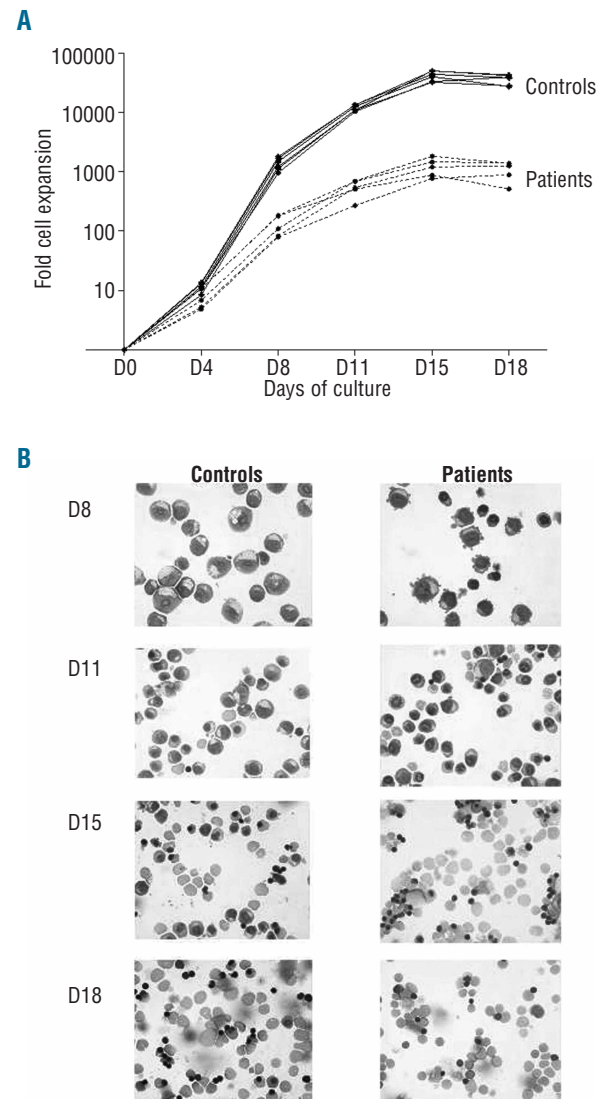 A
100000
10000
1000
100
10
Fold cell expansion
Controls
Patients
D0 D4 D8 D11 D15 D18
Days of culture
B
Controls Patients
D8
D11
D15
D18